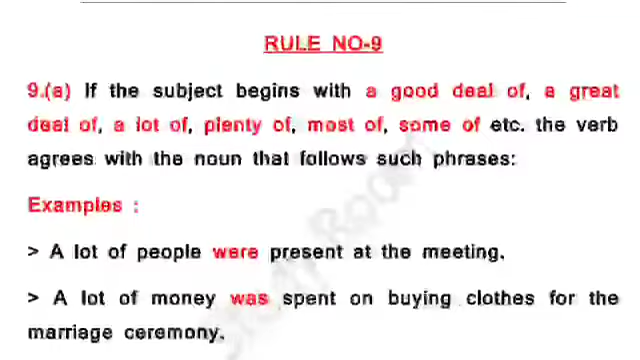 RULE NO-9
9.(a) If the subject begins with a good deal of, a great
deal of, a lot of, plenty of, most of, some of etc. the verb
agrees with the noun that follows such phrases:
Examples :
> A lot of people were present at the meeting.
> A lot of money was spent on buying clothes for the
marriage ceremony.